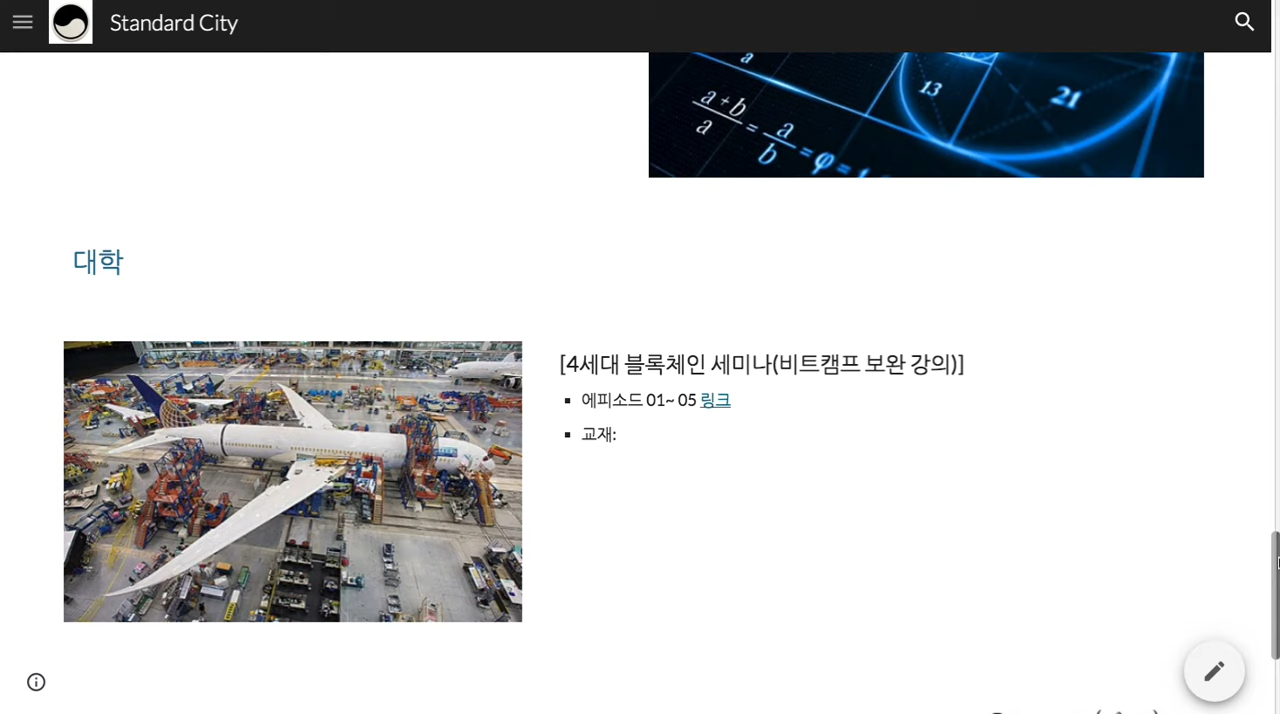 Standard City
a
13
21
a + b
a
=
a
b
= φ =
대학
[4세대 블록체인 세미나(비트캠프 보완 강의)]
에피소드 01~ 05 링크
교재: